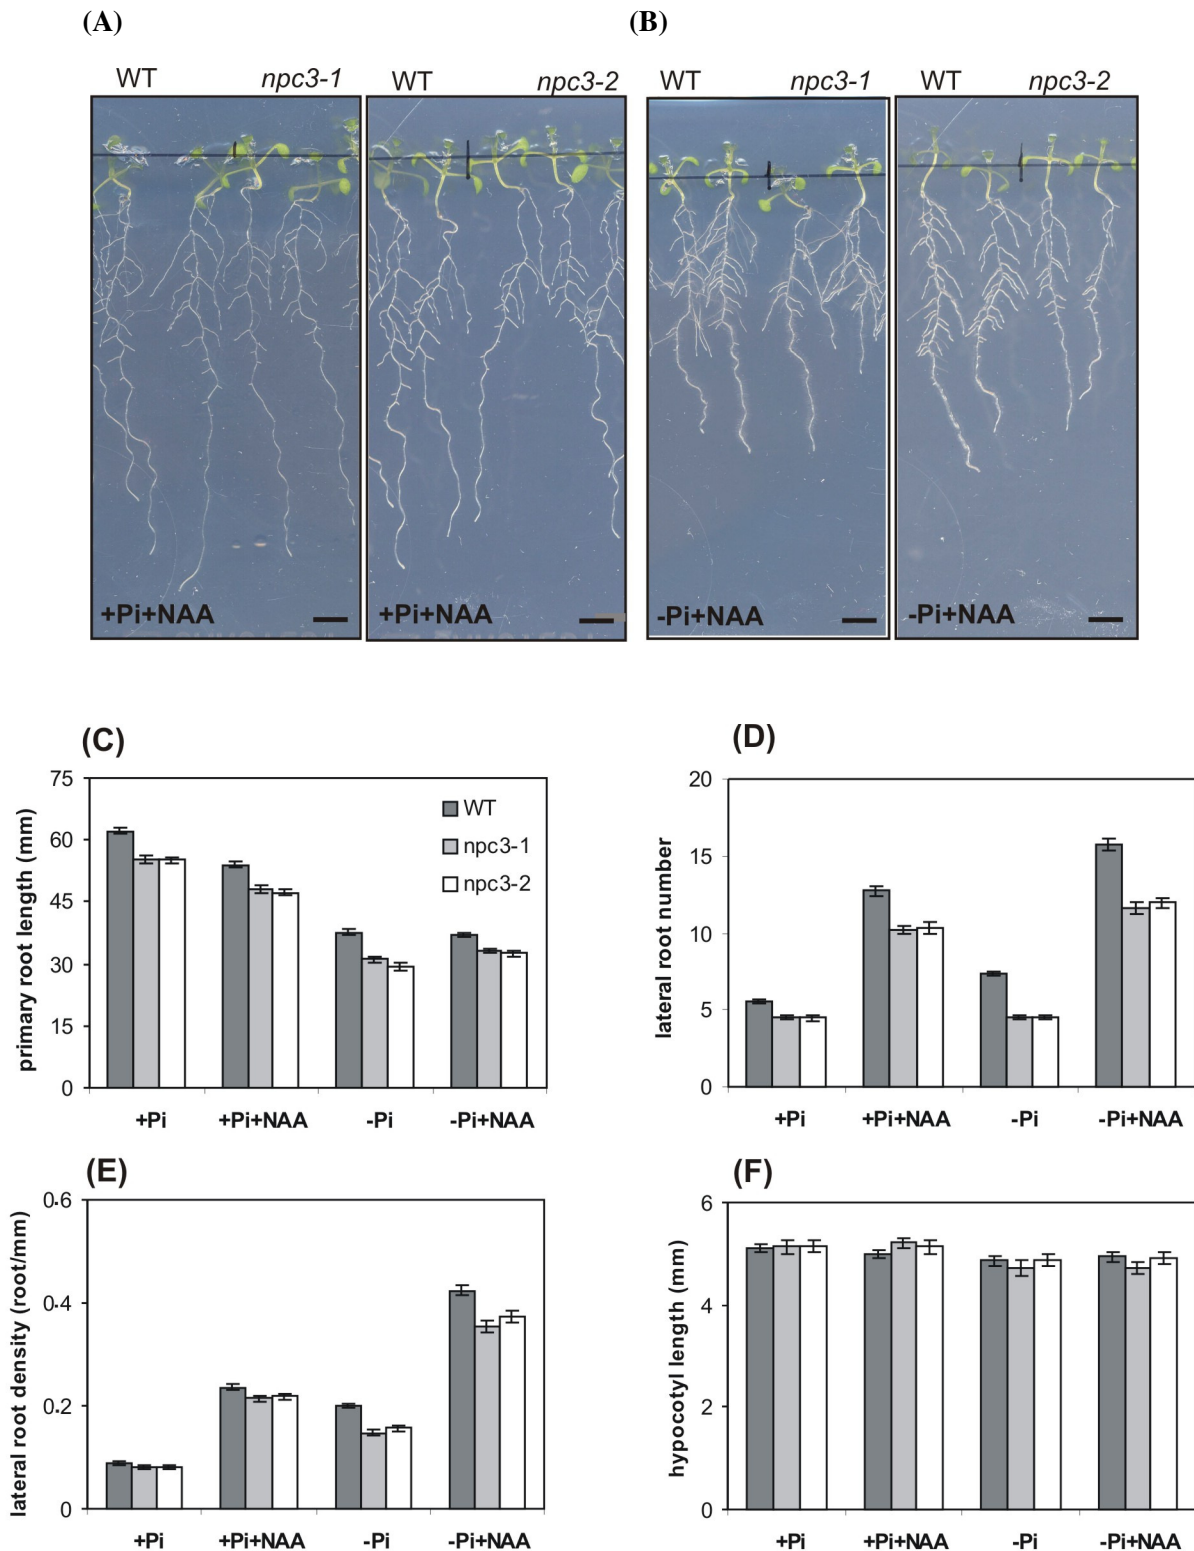 (A) (B)
WT npc3-1 WT npc3-2 WT npc3-1 WT npc3-2
+Pi+NAA +Pi+NAA -Pi+NAA -Pi+NAA
(C)
75
60
45
30
15
0
primary root length (mm)
WT
npc3-1
npc3-2
+Pi +Pi+NAA -Pi -Pi+NAA
(D)
20
15
10
5
0
lateral root number
+Pi +Pi+NAA -Pi -Pi+NAA
(E)
0.6
0.4
0.2
0
lateral root density (root/mm)
+Pi +Pi+NAA -Pi -Pi+NAA
(F)
6
4
2
0
hypocotyl length (mm)
+Pi +Pi+NAA -Pi -Pi+NAA